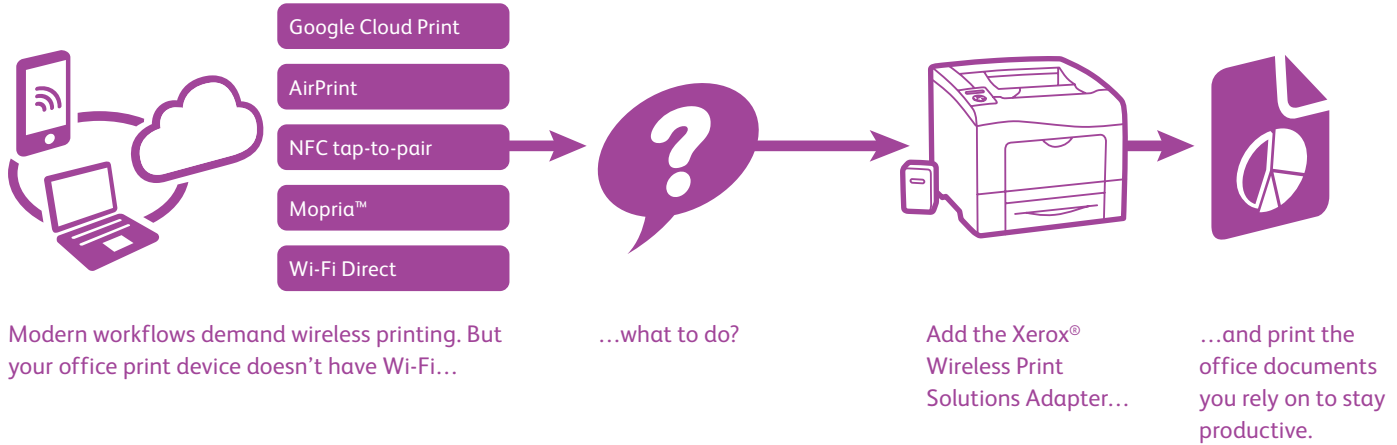 Google Cloud Print
AirPrint
NFC tap-to-pair
Mopria™
Wi-Fi Direct
?
Modern workflows demand wireless printing. But
your office print device doesn’t have Wi-Fi…
…what to do?
Add the Xerox®
Wireless Print
Solutions Adapter…
…and print the
office documents
you rely on to stay
productive.